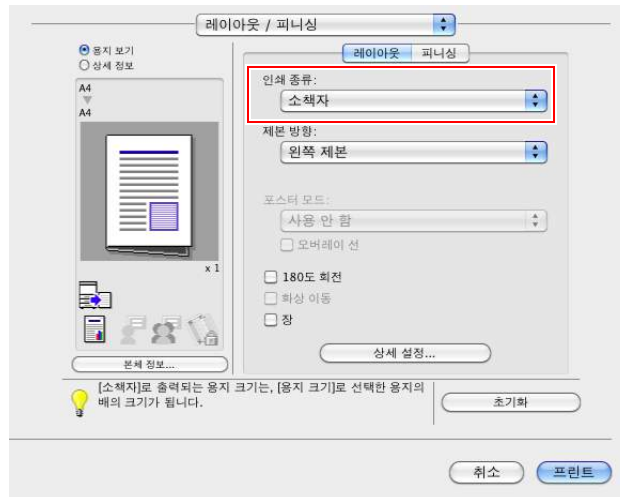 레이아웃 / 피니싱
용지 보기
상세 정보
A4
A4
x 1
본체 정보...
레이아웃 피니싱
인쇄 종류:
소책자
제본 방향:
왼쪽 제본
포스터 모드:
사용 안 함
오버레이 선
180도 회전
화상 이동
장
상세 설정...
[소책자]로 출력되는 용지 크기는, [용지 크기]로 선택한 용지의
배의 크기가 됩니다.
초기화
취소 프린트